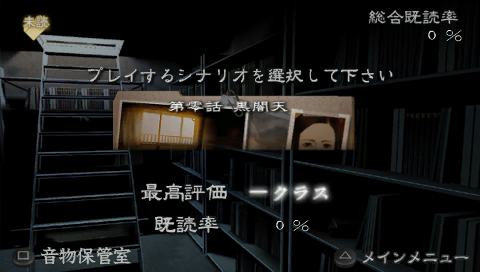 未読
総合既読率
0 %
プレイするシナリオを選択して下さい
第零話 黒闇天
最高評価 ークラス
既読率 0 %
□ 音物保管室
△ メインメニュー